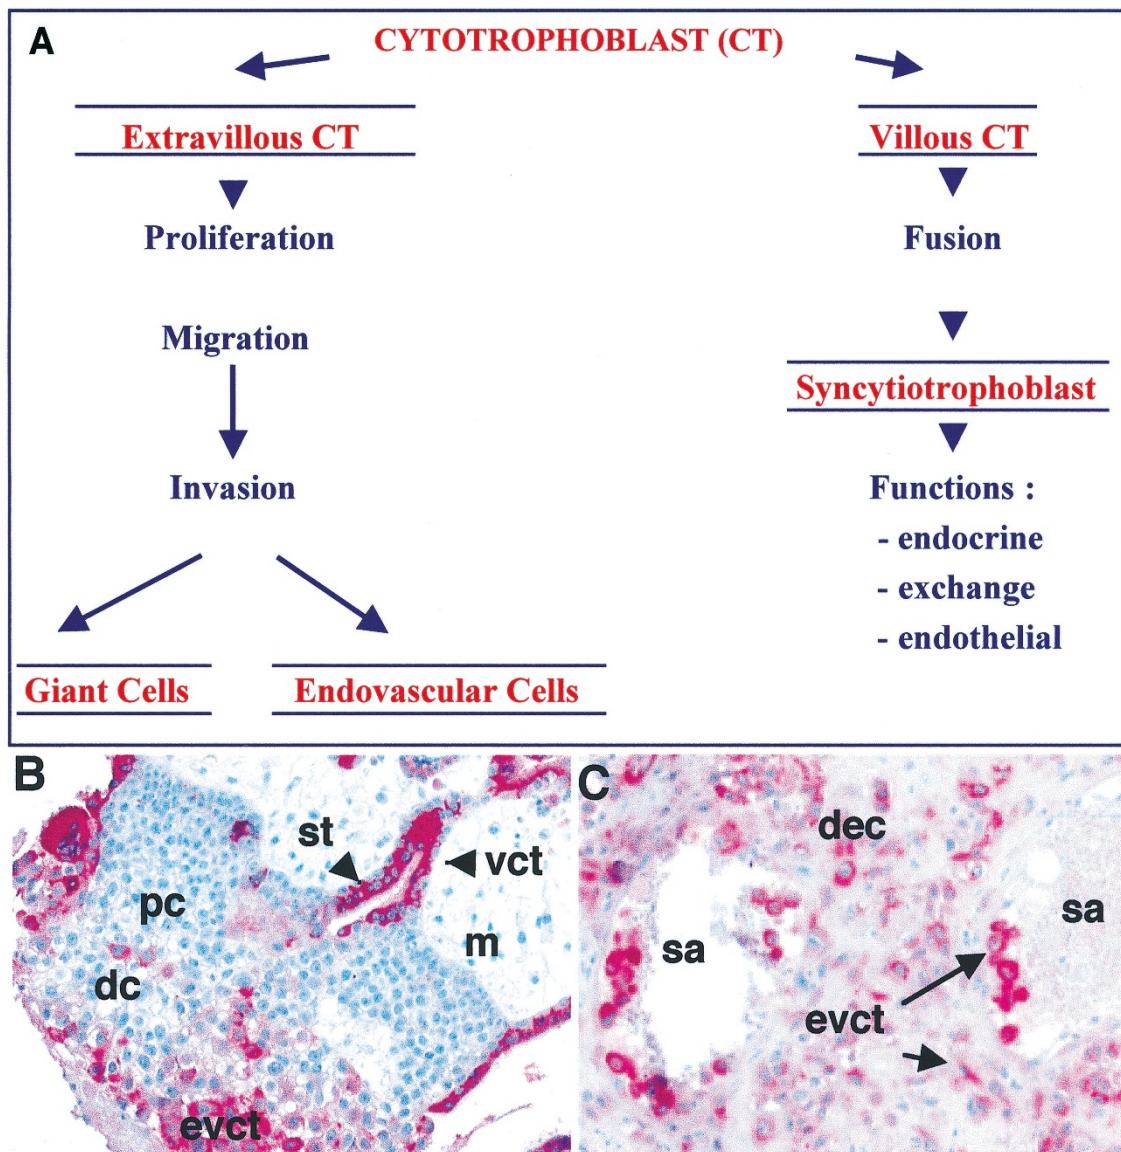 A
CYTOTROPHOBLAST (CT)
Extravillous CT
Villous CT
Proliferation
Fusion
Migration
Syncytiotrophoblast
Invasion
Functions :
- endocrine
- exchange
- endothelial
Giant Cells
Endovascular Cells
B
st
vct
pc
m
dc
evct
C
dec
sa
sa
evct